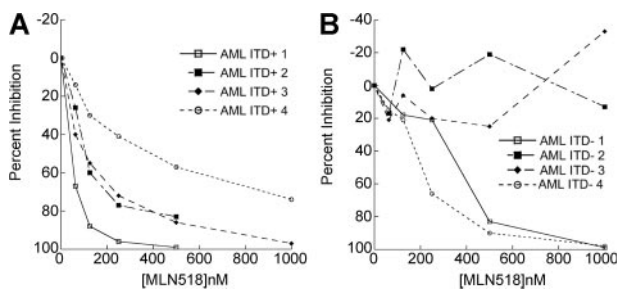 A
-20
0
20
40
60
80
100
Percent Inhibition
0 200 400 600 800 1000
[MLN518]nM
AML ITD+ 1
AML ITD+ 2
AML ITD+ 3
AML ITD+ 4
B
-40
-20
0
20
40
60
80
100
Percent Inhibition
0 200 400 600 800 1000
[MLN518]nM
AML ITD- 1
AML ITD- 2
AML ITD- 3
AML ITD- 4